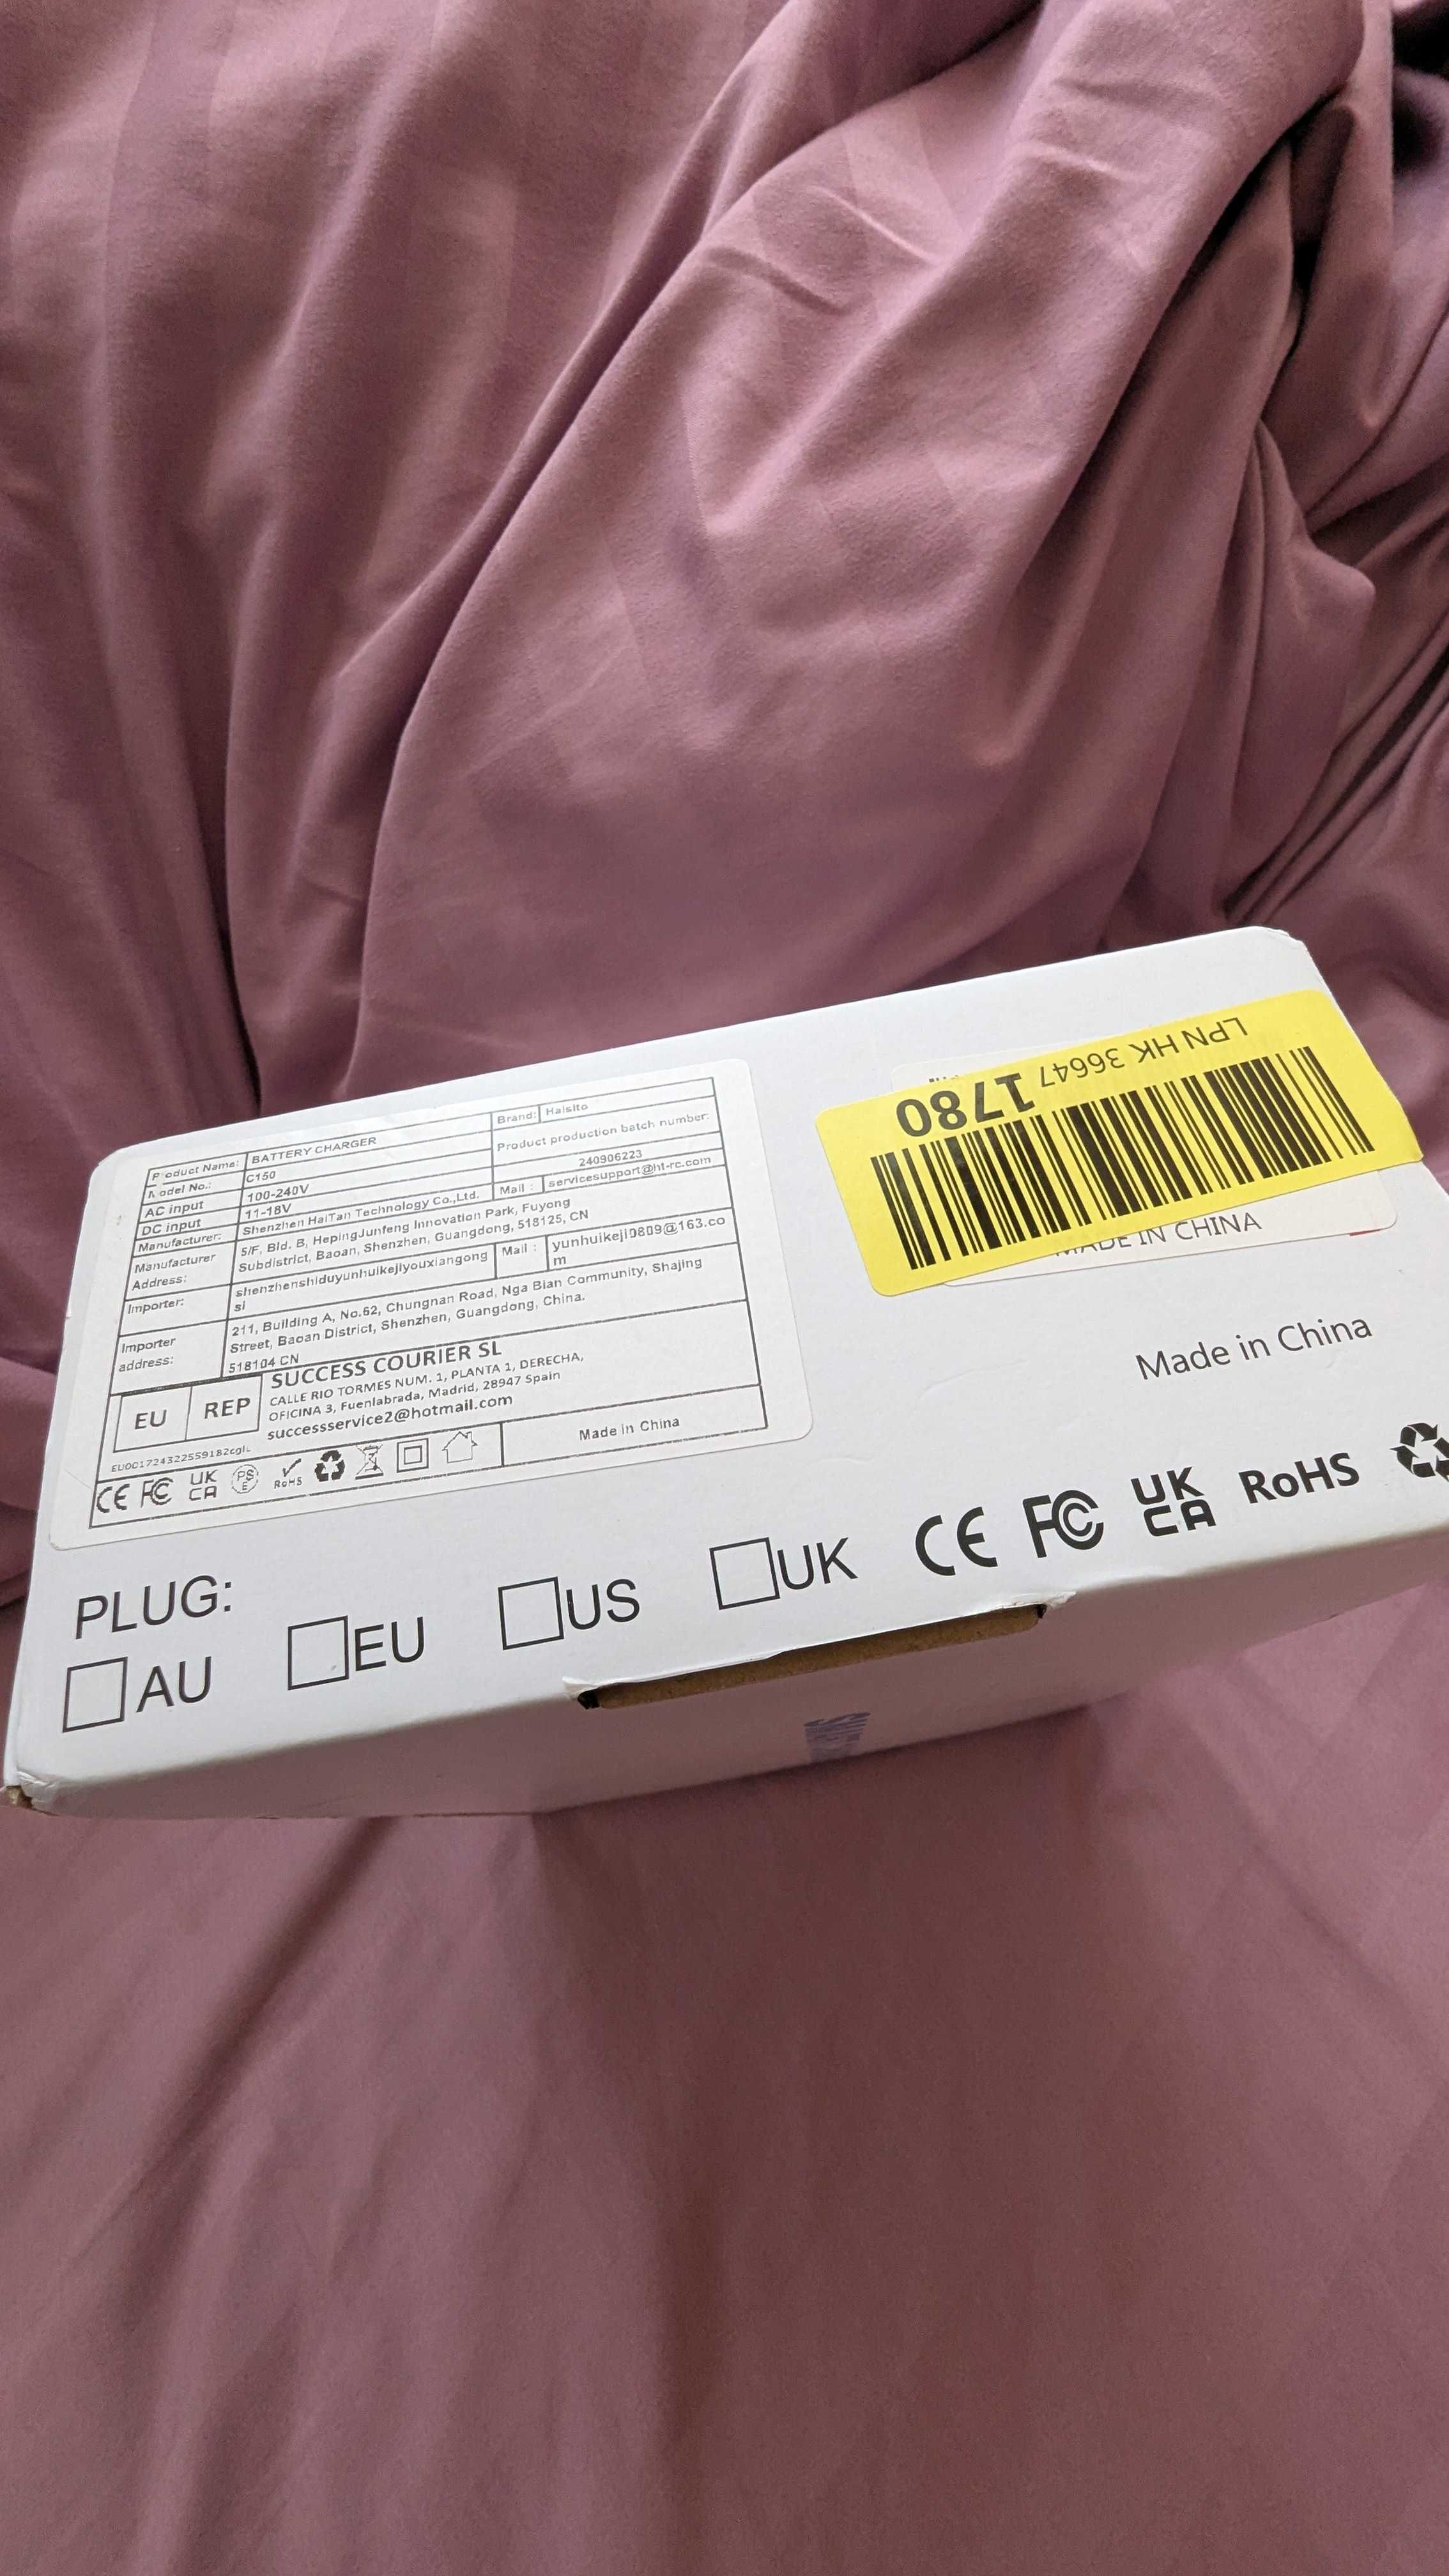 Product Name: BATTERY CHARGER
Brand: Haisito
Model No.: C150
Product production batch number:
240906223
AC input 100-240V
DC input 11-18V
Manufacturer: Shenzhen HaiTan Technology Co.,Ltd.
Mail : servicesupport@ht-rc.com
Manufacturer Address:
5/F, Bld. B, HepingJunfeng Innovation Park, Fuyong
Subdistrict, Baoan, Shenzhen, Guangdong, 518125, CN
Importer: shenzhenshiduyunhuikejiyouxiangong
si
Mail : yunhuikeji0809@163.co
m
Importer address:
211, Building A, No.62, Chungnan Road, Nga Bian Community, Shajing
Street, Baoan District, Shenzhen, Guangdong, China.
518104 CN
EU REP
SUCCESS COURIER SL
CALLE RIO TORMES NUM. 1, PLANTA 1, DERECHA,
OFICINA 3, Fuenlabrada, Madrid, 28947 Spain
successservice2@hotmail.com
CE FC UK CA PS E RoHS
Made in China
LPN HK 36647 1780
MADE IN CHINA
Made in China
PLUG:
AU EU US UK CE FC UK CA RoHS